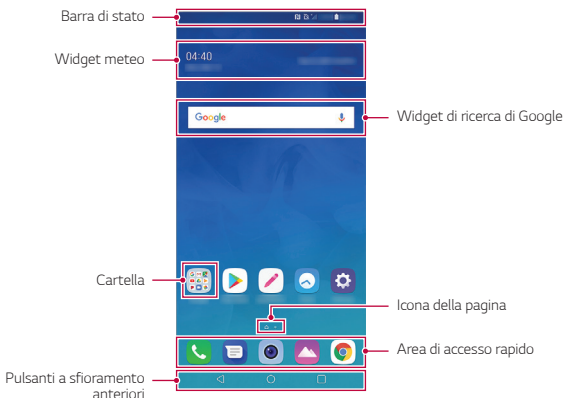 Barra di stato
Widget meteo
04:40
Google
Widget di ricerca di Google
Cartella
Icona della pagina
Area di accesso rapido
Pulsanti a sfioramento
anteriori